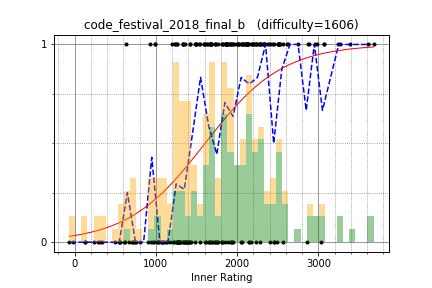 code_festival_2018_final_b (difficulty=1606)
1
0
0 1000 2000 3000
Inner Rating